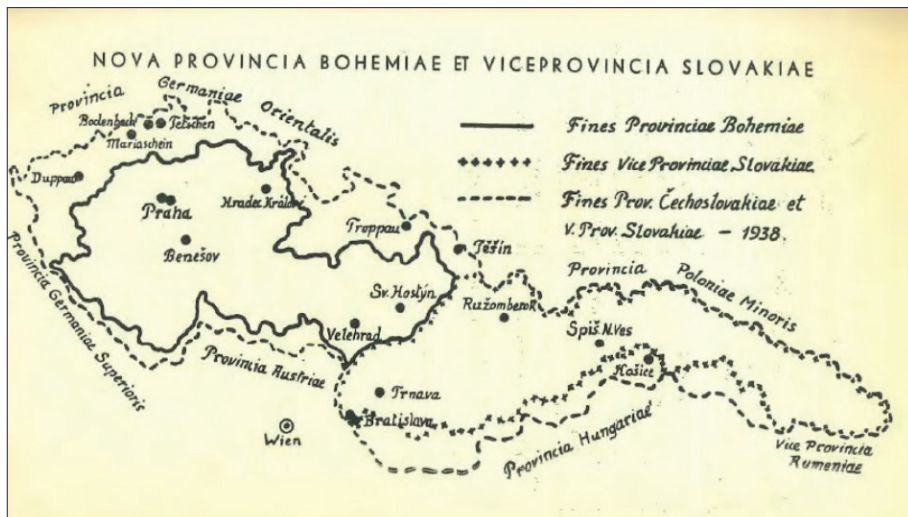 NOVA PROVINCIA BOHEMIAE ET VICEPROVINCIA SLOVAKIAE
Provincia Germaniae Orientalis
Fines Provinciae Bohemiae
Fines Vice Provinciae Slovakiae
Fines Prov. Čechoslovakiae et
V. Prov. Slovakiae – 1938.
Bodenbach
Tetschen
Mariaschein
Duppau
Praha
Hradec Králové
Benešov
Troppau
Těšín
Sv. Hostýn
Velehrad
Ružomberok
Spiš. N. Ves
Košice
Trnava
Bratislava
Wien
Provincia Germaniae Superioris
Provincia Austriae
Provincia Hungariae
Provincia Poloniae Minoris
Vice Provincia
Rumeniae